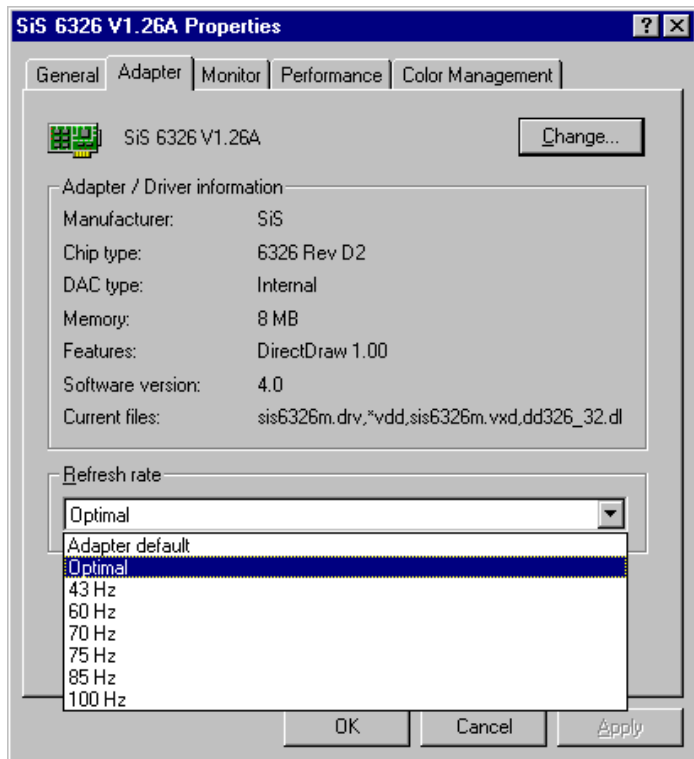 SiS 6326 V1.26A Properties
General Adapter Monitor Performance Color Management
SiS 6326 V1.26A Change...
Adapter / Driver information
Manufacturer: SiS
Chip type: 6326 Rev D2
DAC type: Internal
Memory: 8 MB
Features: DirectDraw 1.00
Software version: 4.0
Current files: sis6326m.drv,*vdd,sis6326m.vxd,dd326_32.dl
Refresh rate
Optimal
Adapter default
Optimal
43 Hz
60 Hz
70 Hz
75 Hz
85 Hz
100 Hz
OK Cancel Apply